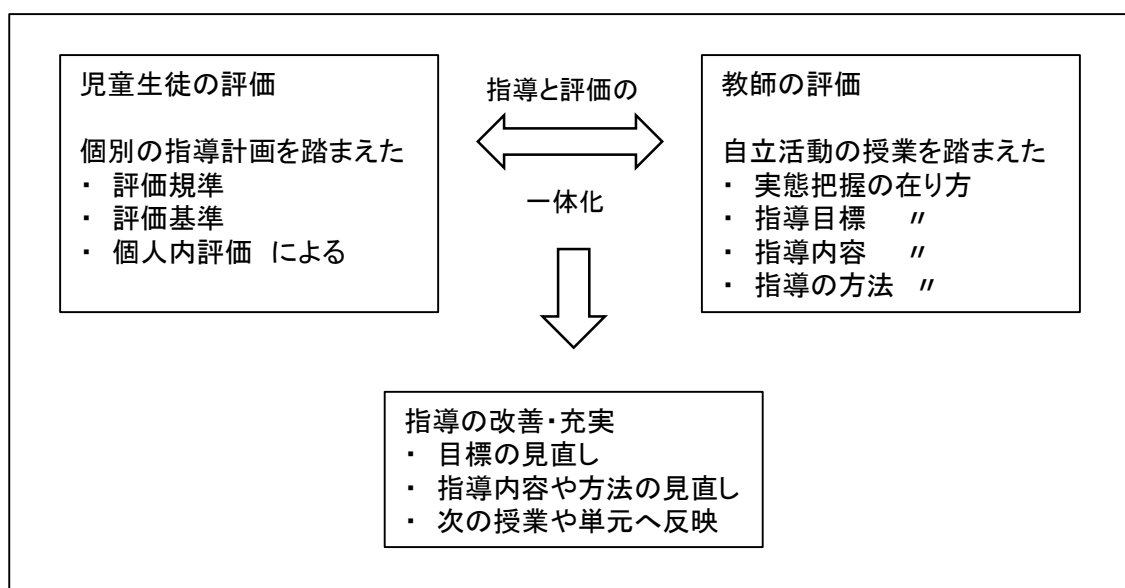 児童生徒の評価
個別の指導計画を踏まえた
・ 評価規準
・ 評価基準
・ 個人内評価 による
指導と評価の
一体化
教師の評価
自立活動の授業を踏まえた
・ 実態把握の在り方
・ 指導目標 〃
・ 指導内容 〃
・ 指導の方法 〃
指導の改善・充実
・ 目標の見直し
・ 指導内容や方法の見直し
・ 次の授業や単元へ反映